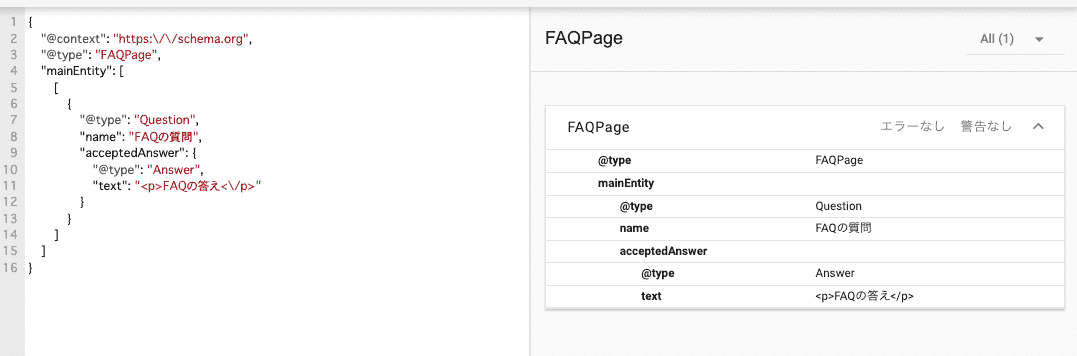 1 {
2 "@context": "https:\/\/schema.org",
3 "@type": "FAQPage",
4 "mainEntity": [
5 [
6 {
7 "@type": "Question",
8 "name": "FAQの質問",
9 "acceptedAnswer": {
10 "@type": "Answer",
11 "text": "<p>FAQの答え<\/p>"
12 }
13 }
14 ]
15 ]
16 }
FAQPage All (1)
FAQPage エラーなし 警告なし
@type FAQPage
mainEntity
@type Question
name FAQの質問
acceptedAnswer
@type Answer
text <p>FAQの答え</p>